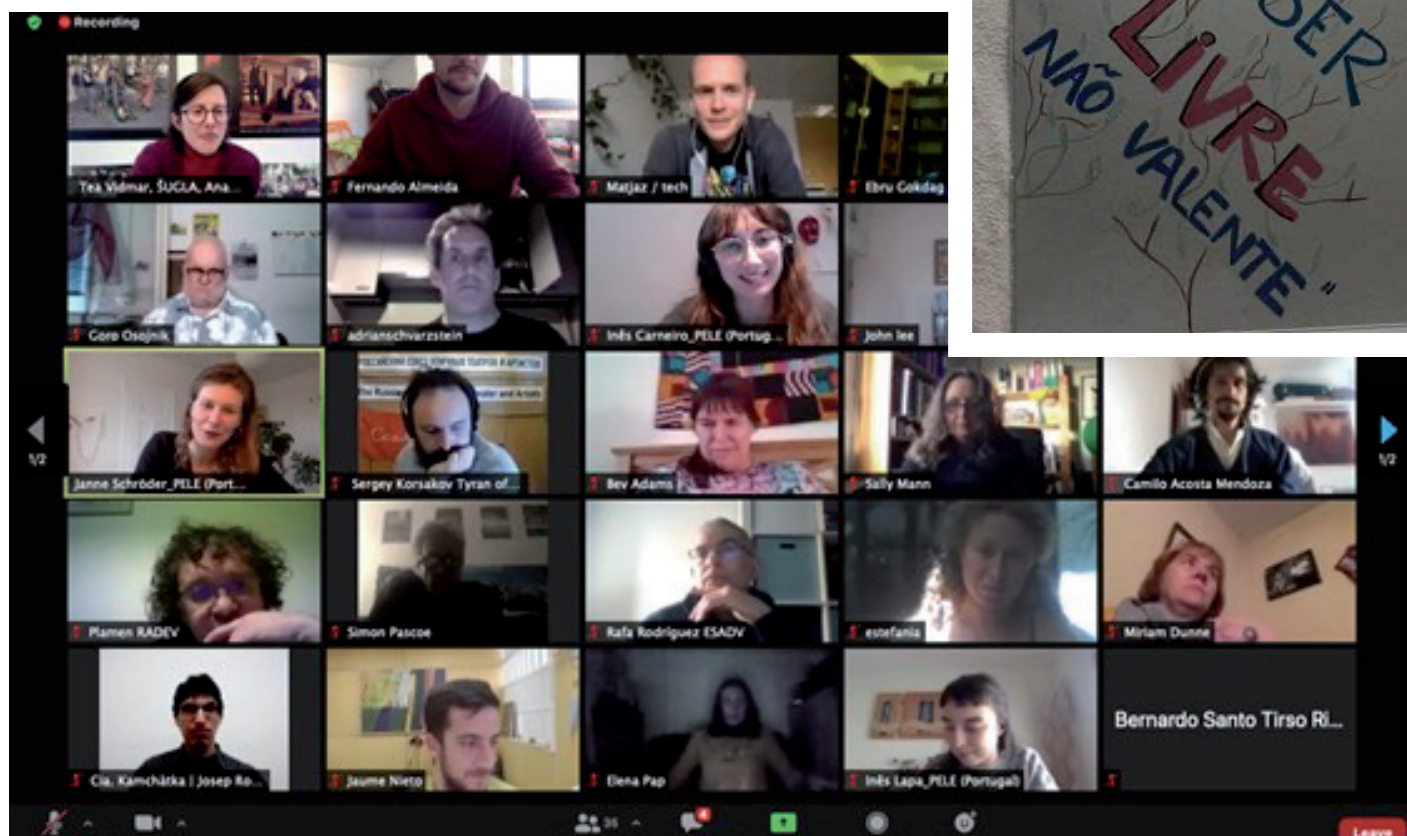 Recording
Tea Vidmar, ŠUGLA, Ana...
Fernando Almeida
Matjaz / tech
Ebru Gokdag
Goro Osojnik
adrianschvarzstein
Inês Carneiro_PELE (Portug...
John lee
Janne Schröder_PELE (Port...
Sergey Korsakov Tyran of...
Bev Adams
Sally Mann
Camilo Acosta Mendoza
1/2
1/2
Plamen RADEV
Simon Pascoe
Rafa Rodríguez ESADV
estefania
Miriam Dunne
Cia. Kamchàtka | Josep Ro...
Jaume Nieto
Elena Pap
Inês Lapa_PELE (Portugal)
Bernardo Santo Tirso Ri...
35
4
Leave
LIVRE
NÃO VALENTE"